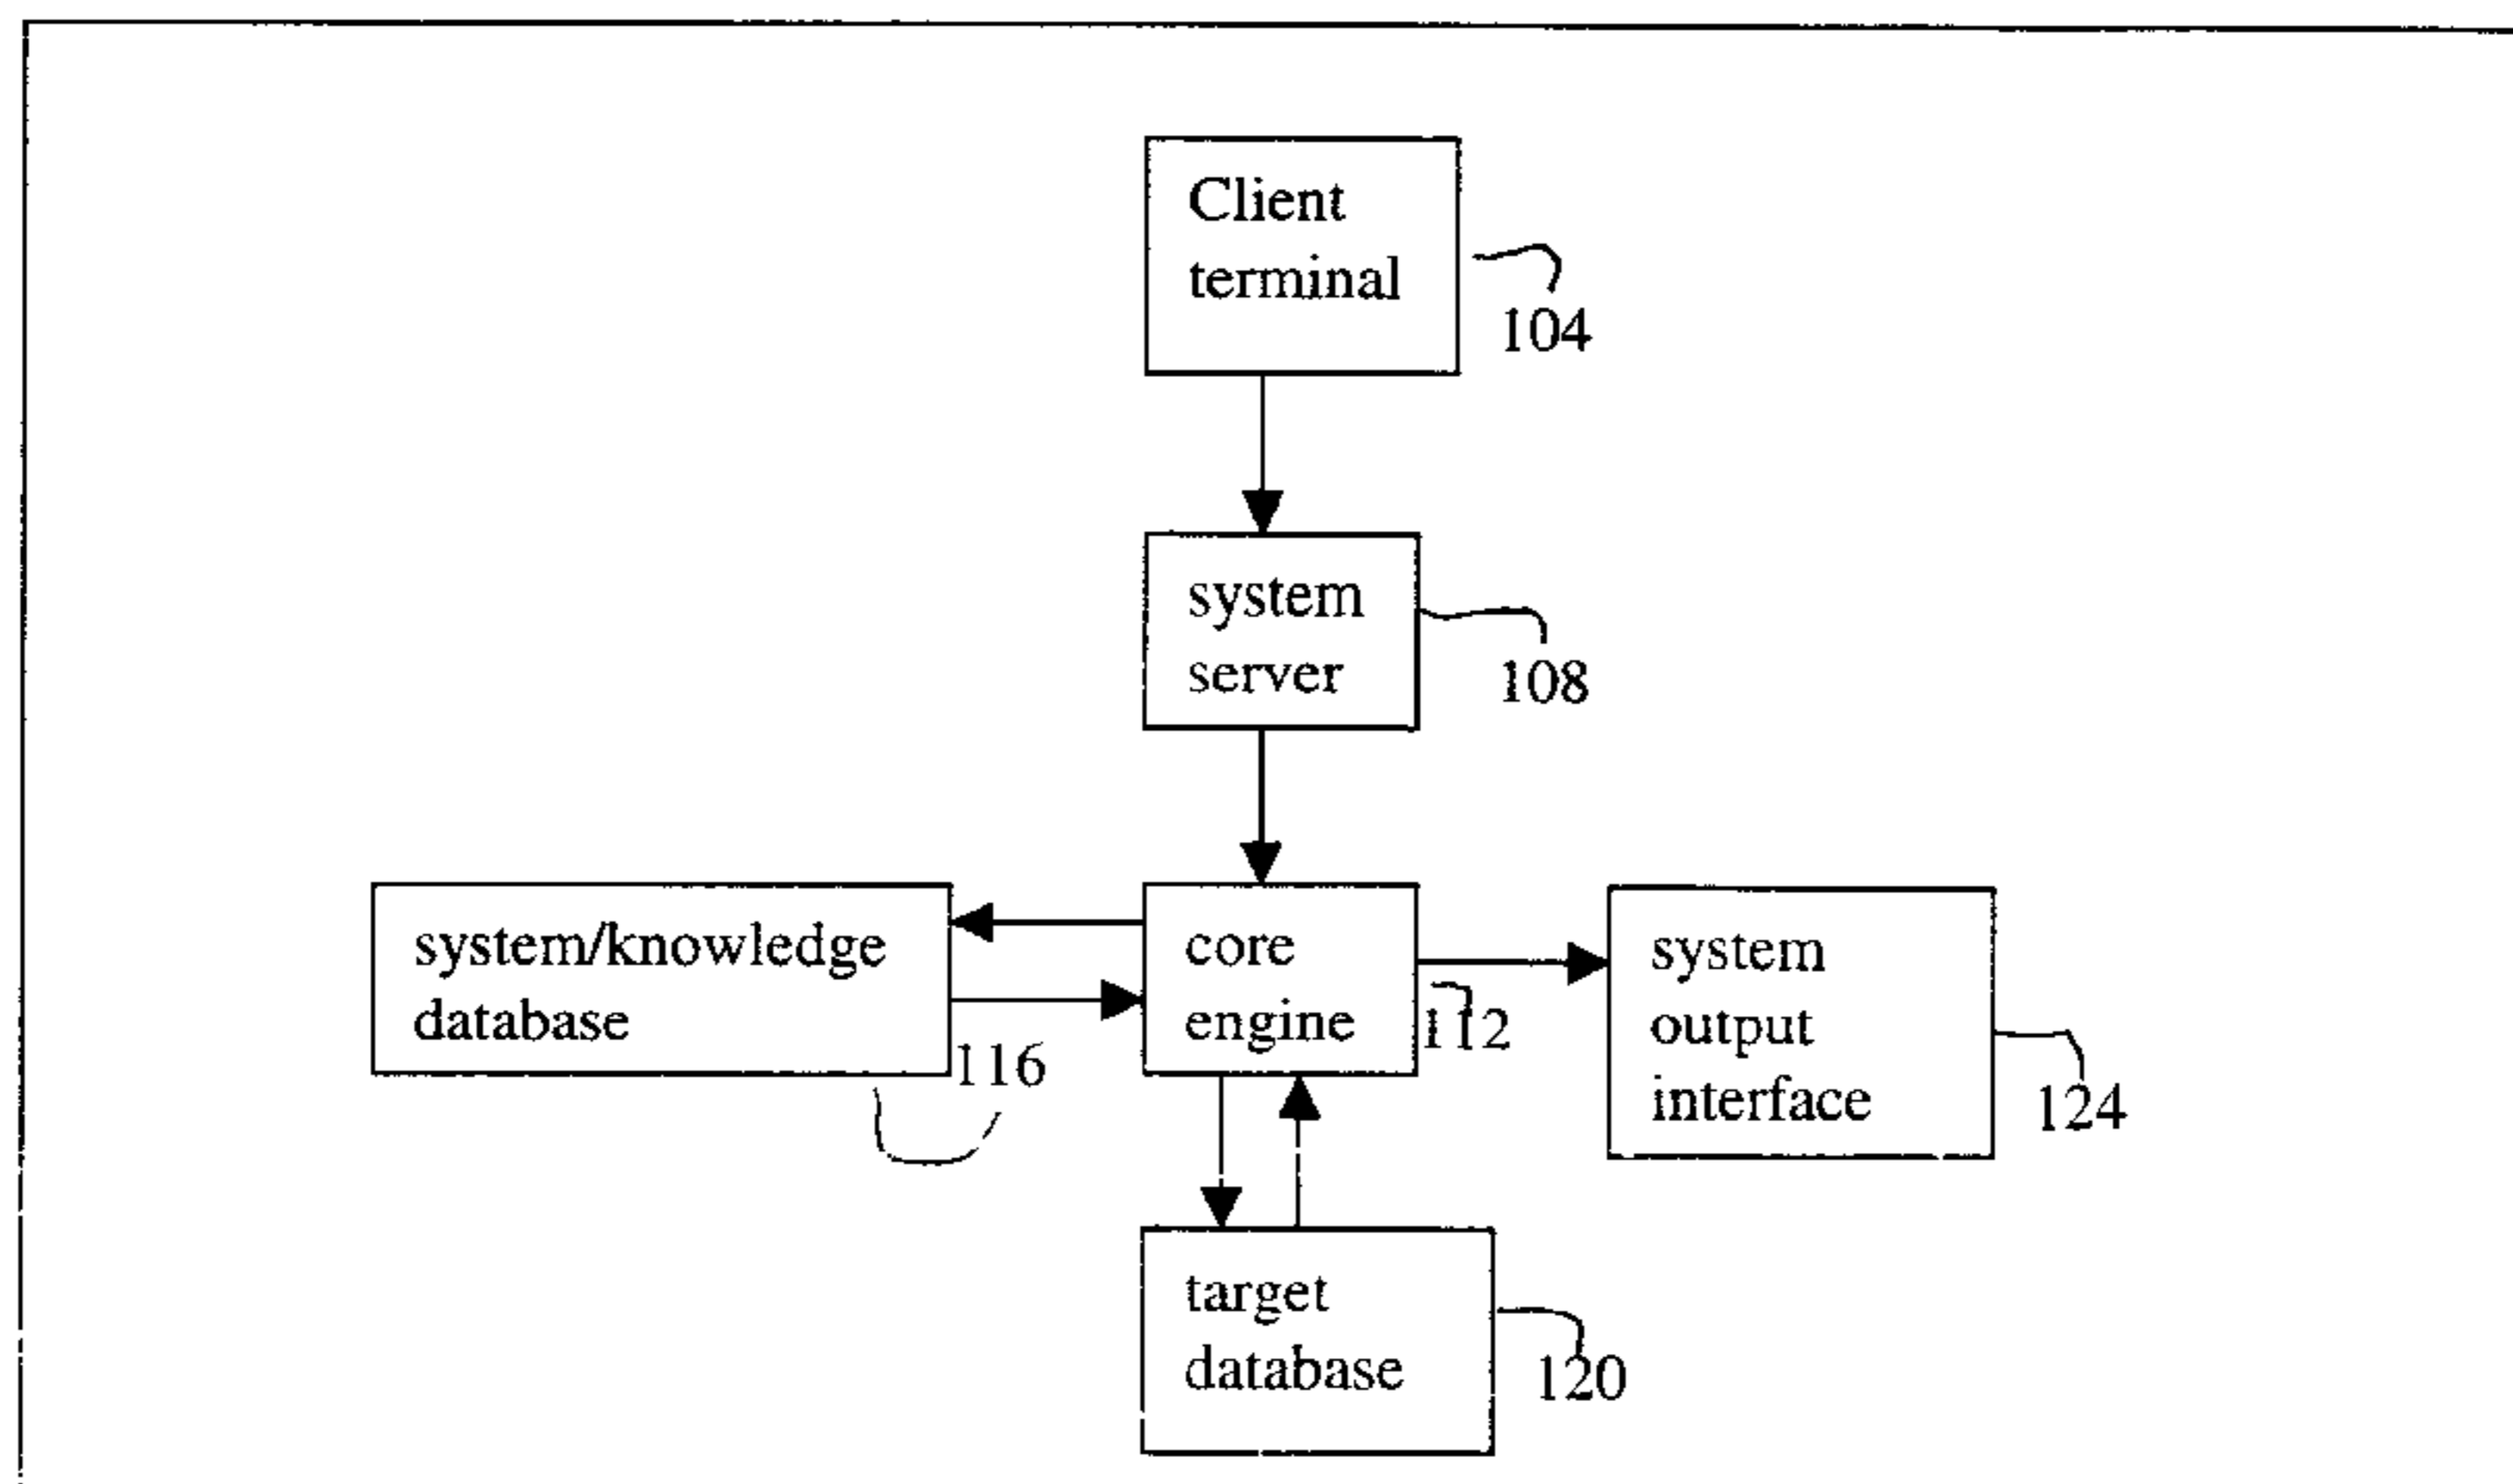 Client
terminal
104
system
server
108
system/knowledge
database
116
core
engine
112
system
output
interface
124
target
database
120